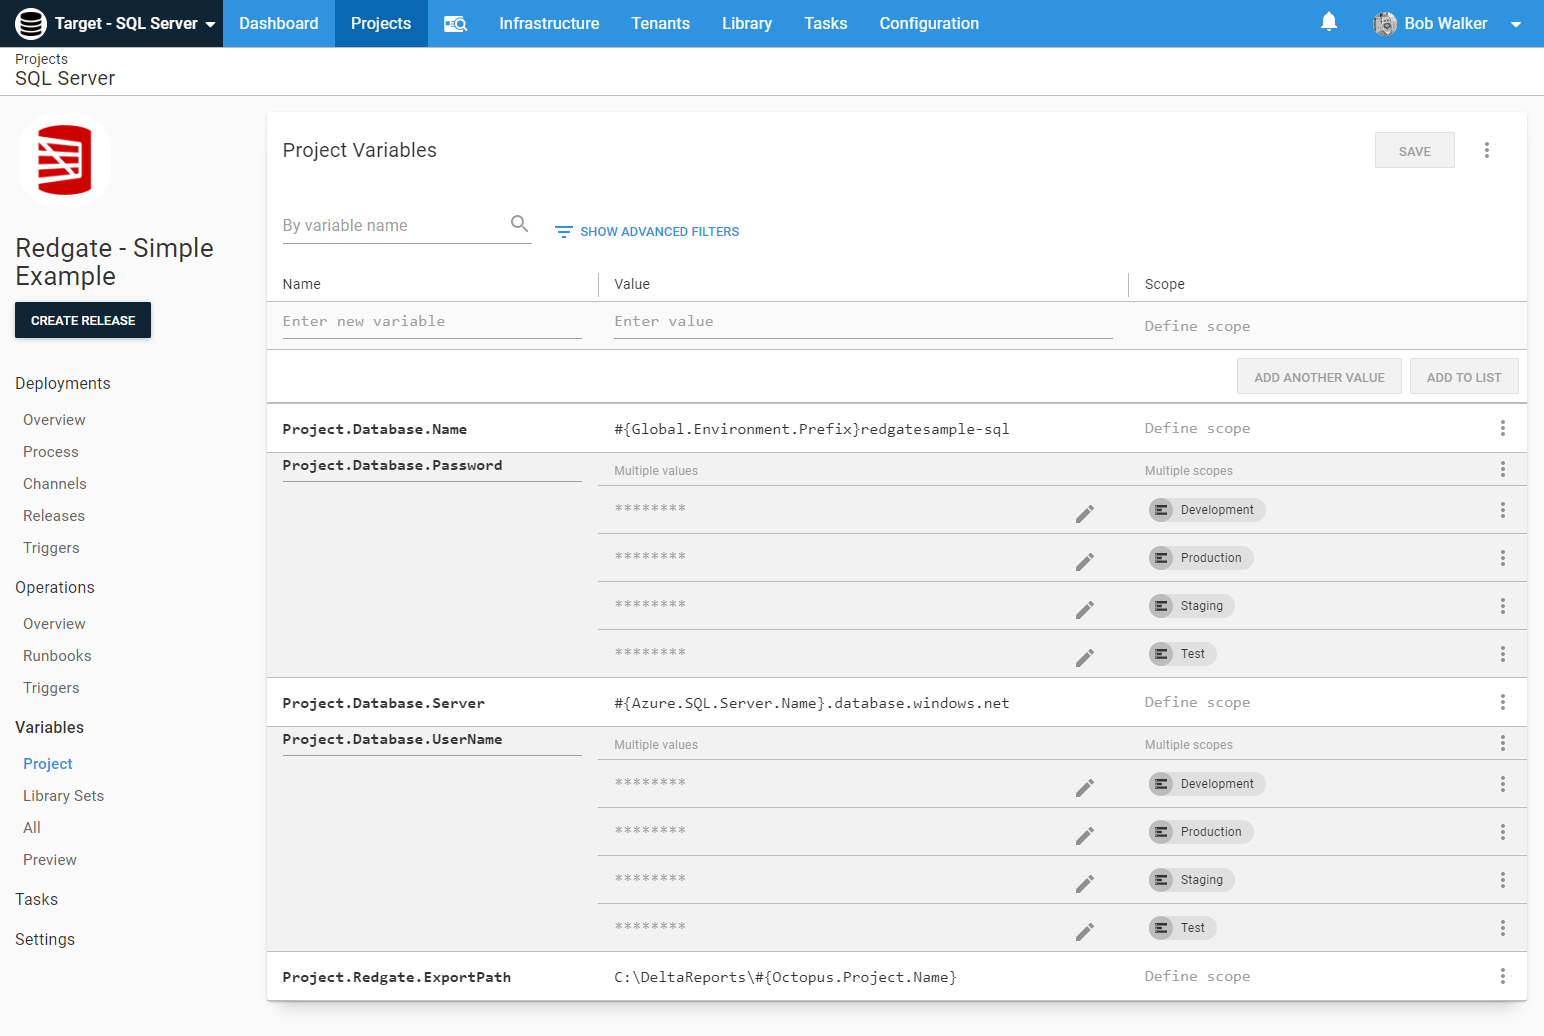 Target - SQL Server
Dashboard
Projects
Infrastructure
Tenants
Library
Tasks
Configuration
Bob Walker
Projects
SQL Server
Redgate - Simple
Example
CREATE RELEASE
Deployments
Overview
Process
Channels
Releases
Triggers
Operations
Overview
Runbooks
Triggers
Variables
Project
Library Sets
All
Preview
Tasks
Settings
Project Variables
SAVE
By variable name
SHOW ADVANCED FILTERS
Name Value Scope
Enter new variable Enter value Define scope
ADD ANOTHER VALUE ADD TO LIST
Project.Database.Name #{Global.Environment.Prefix}redgatesample-sql Define scope
Project.Database.Password Multiple values Multiple scopes
******** Development
******** Production
******** Staging
******** Test
Project.Database.Server #{Azure.SQL.Server.Name}.database.windows.net Define scope
Project.Database.UserName Multiple values Multiple scopes
******** Development
******** Production
******** Staging
******** Test
Project.Redgate.ExportPath C:\DeltaReports\#{Octopus.Project.Name} Define scope